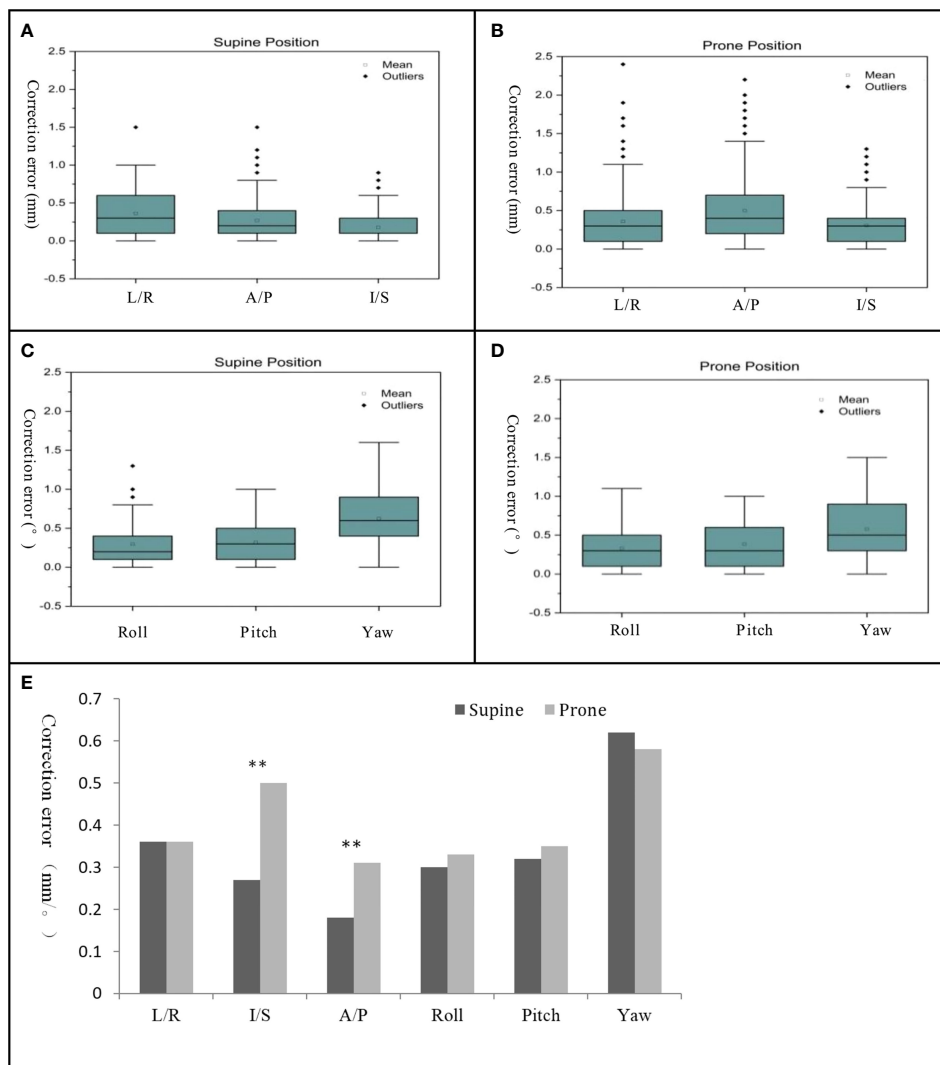 A
Supine Position
Correction error (mm)
2.5
2.0
1.5
1.0
0.5
0.0
-0.5
Mean
Outliers
L/R A/P I/S
B
Prone Position
Correction error (mm)
2.5
2.0
1.5
1.0
0.5
0.0
-0.5
Mean
Outliers
L/R A/P I/S
C
Supine Position
Correction error (°)
2.5
2.0
1.5
1.0
0.5
0.0
-0.5
Mean
Outliers
Roll Pitch Yaw
D
Prone Position
Correction error (°)
2.5
2.0
1.5
1.0
0.5
0.0
-0.5
Mean
Outliers
Roll Pitch Yaw
E
Correction error (mm/°)
0.7
0.6
0.5
0.4
0.3
0.2
0.1
0
Supine Prone
**
**
L/R I/S A/P Roll Pitch Yaw